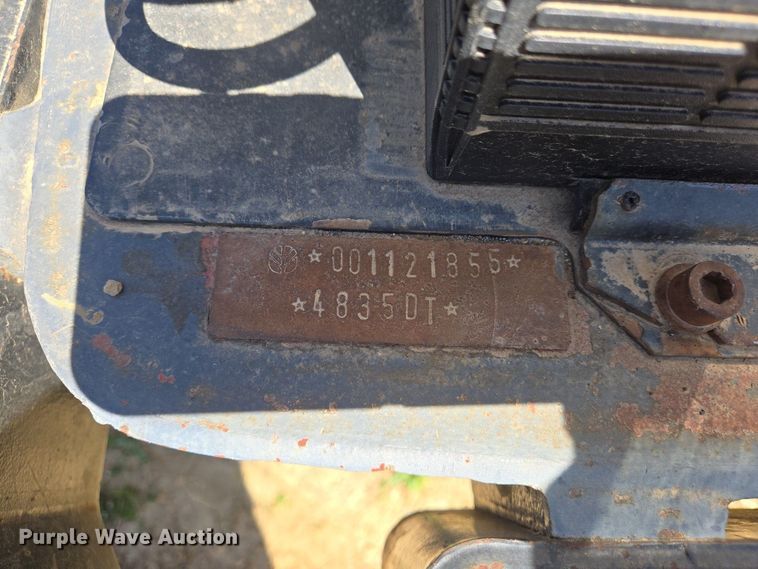 *001121855*
*4835DT*
Purple Wave Auction